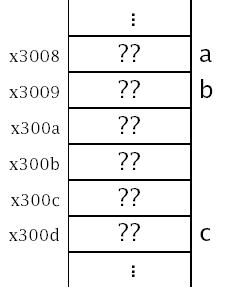 ⋮
x3008 ?? a
x3009 ?? b
x300a ??
x300b ??
x300c ??
x300d ?? c
⋮